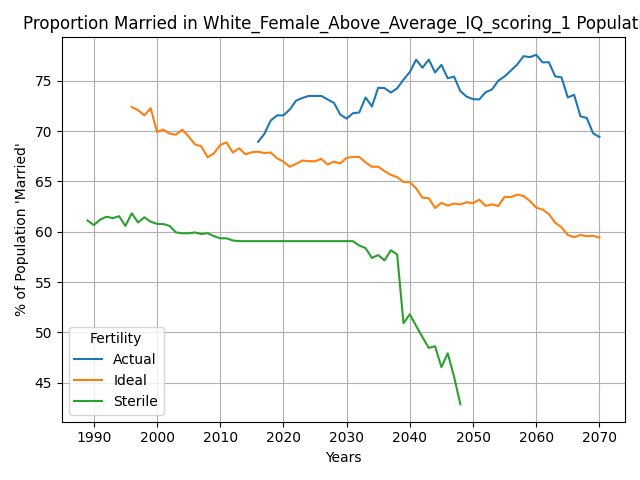 Proportion Married in White_Female_Above_Average_IQ_scoring_1 Populati
% of Population 'Married'
75
70
65
60
55
50
45
Fertility
Actual
Ideal
Sterile
1990 2000 2010 2020 2030 2040 2050 2060 2070
Years